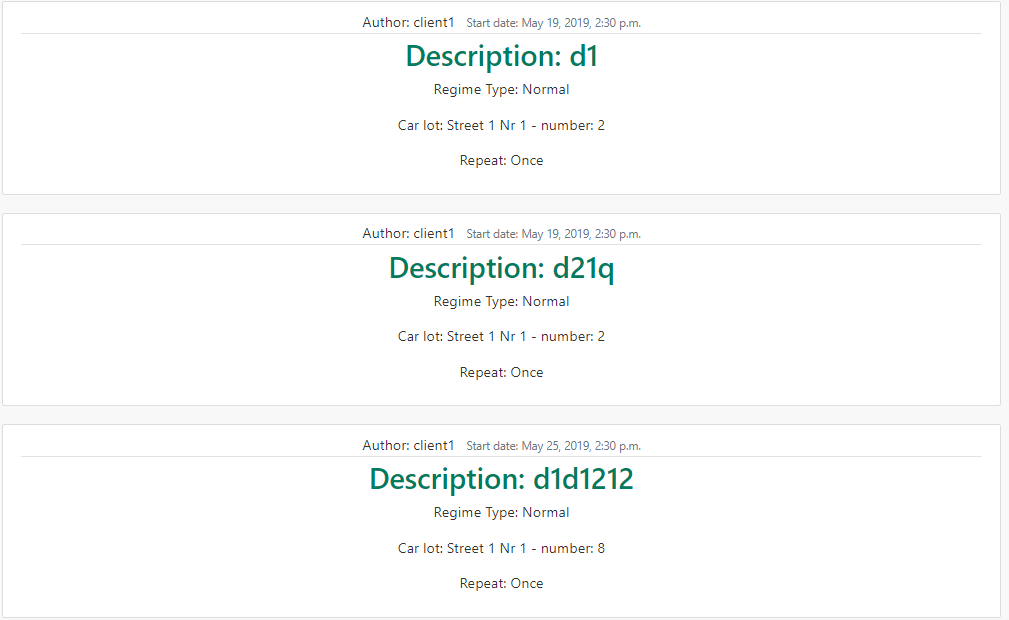 Author: client1 Start date: May 19, 2019, 2:30 p.m.
Description: d1
Regime Type: Normal
Car lot: Street 1 Nr 1 - number: 2
Repeat: Once
Author: client1 Start date: May 19, 2019, 2:30 p.m.
Description: d21q
Regime Type: Normal
Car lot: Street 1 Nr 1 - number: 2
Repeat: Once
Author: client1 Start date: May 25, 2019, 2:30 p.m.
Description: d1d1212
Regime Type: Normal
Car lot: Street 1 Nr 1 - number: 8
Repeat: Once